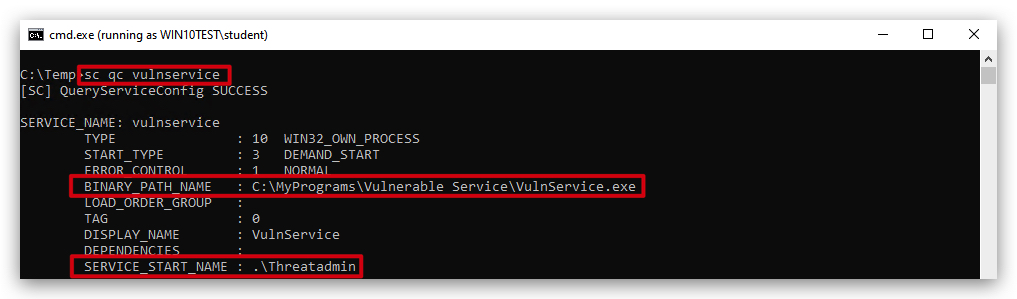 cmd.exe (running as WIN10TEST\student)
C:\Temp>sc qc vulnservice
[SC] QueryServiceConfig SUCCESS
SERVICE_NAME: vulnservice
TYPE : 10 WIN32_OWN_PROCESS
START_TYPE : 3 DEMAND_START
ERROR_CONTROL : 1 NORMAL
BINARY_PATH_NAME : C:\MyPrograms\Vulnerable Service\VulnService.exe
LOAD_ORDER_GROUP :
TAG : 0
DISPLAY_NAME : VulnService
DEPENDENCIES :
SERVICE_START_NAME : .\Threatadmin